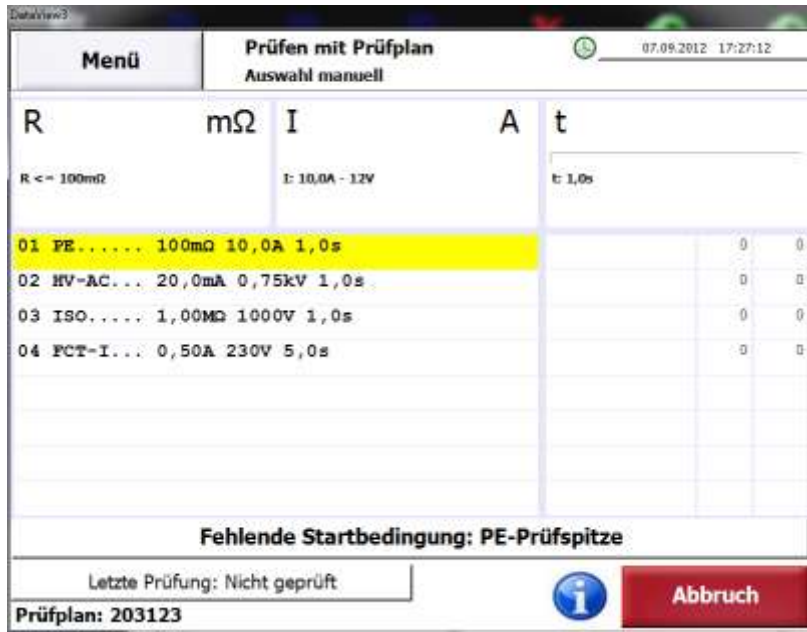 DataView3
Menü
Prüfen mit Prüfplan
Auswahl manuell
07.09.2012 17:27:12
R mΩ I A t
R <= 100mΩ I: 10,0A - 12V t: 1,0s
01 PE...... 100mΩ 10,0A 1,0s 0 0
02 HV-AC... 20,0mA 0,75kV 1,0s 0 0
03 ISO..... 1,00MΩ 1000V 1,0s 0 0
04 FCT-I... 0,50A 230V 5,0s 0 0
Fehlende Startbedingung: PE-Prüfspitze
Letzte Prüfung: Nicht geprüft
Abbruch
Prüfplan: 203123